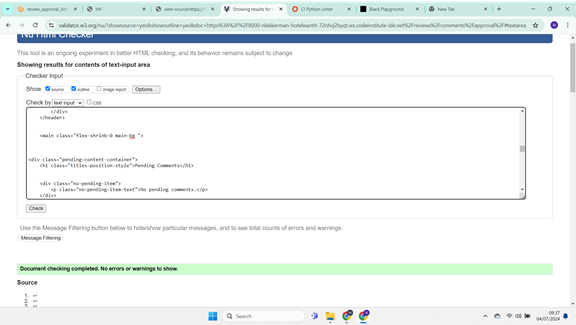 review_approval_lo
HV
view-source:https://
Showing results for
CI Python Linter
Black Playground
New Tab
validator.w3.org/nu/?showsource=yes&showoutline=yes&doc=https%3A%2F%2F8000-nlekkerman-hotelwantit-72nhvj2byqt.ws.codeinstitute-ide.net%2Freviews%2Fcomments%2Fapproval%2F#textarea
Nu Html Checker
This tool is an ongoing experiment in better HTML checking, and its behavior remains subject to change
Showing results for contents of text-input area
Checker Input
Show source outline image report Options...
Check by text input css
</div>
</header>
<main class="flex-shrink-0 main-bg ">
<div class="pending-content-container">
<h1 class="titles-position-style">Pending Comments</h1>
<div class="no-pending-item">
<p class="no-pending-item-text">No pending comments.</p>
</div>
Check
Use the Message Filtering button below to hide/show particular messages, and to see total counts of errors and warnings.
Message Filtering
Document checking completed. No errors or warnings to show.
Source
1. ↩
2. ↩
Search
09:37
04/07/2024